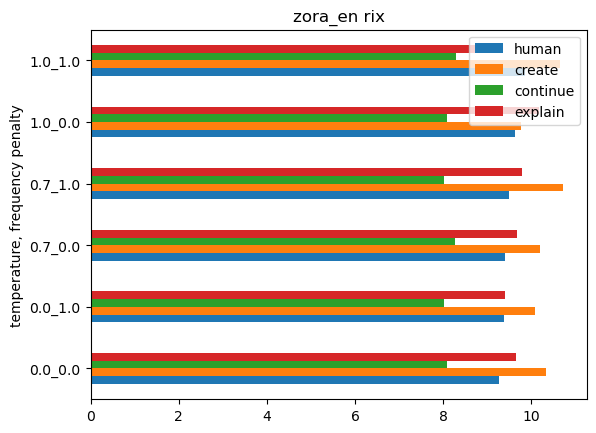 zora_en rix
human
create
continue
explain
temperature, frequency penalty
1.0_1.0
1.0_0.0
0.7_1.0
0.7_0.0
0.0_1.0
0.0_0.0
0 2 4 6 8 10